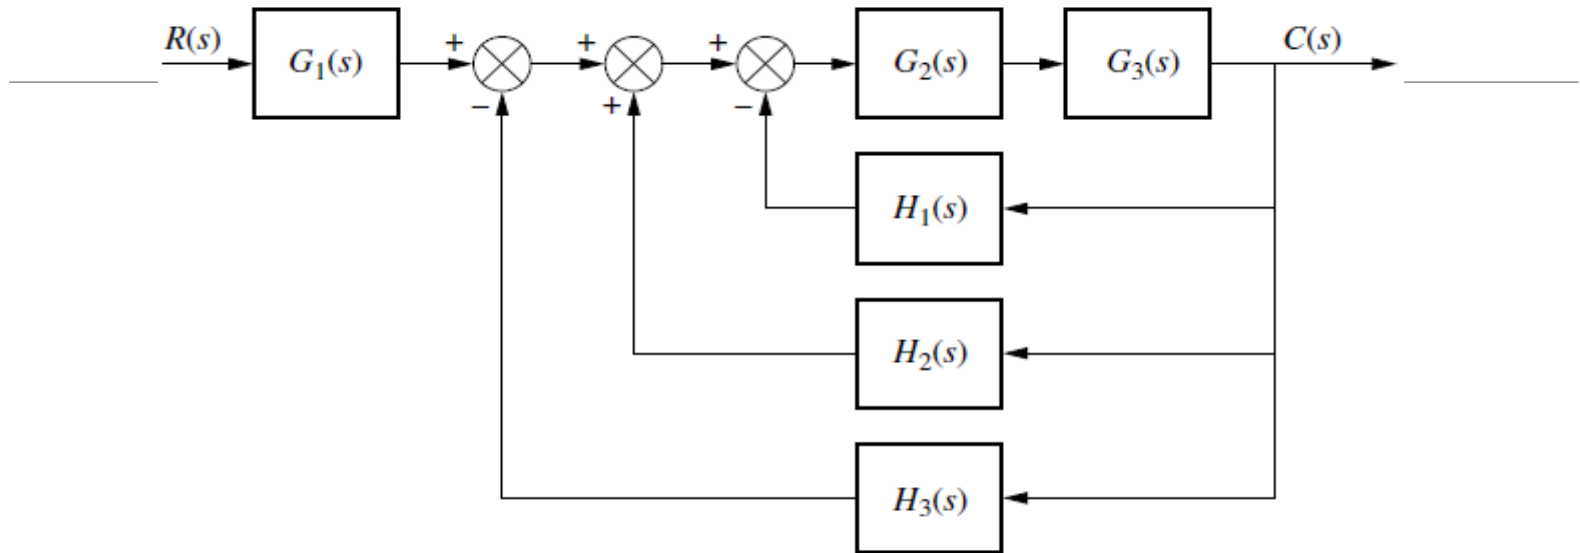 R(s) G₁(s) + − + + + − G₂(s) G₃(s) C(s)
H₁(s)
H₂(s)
H₃(s)